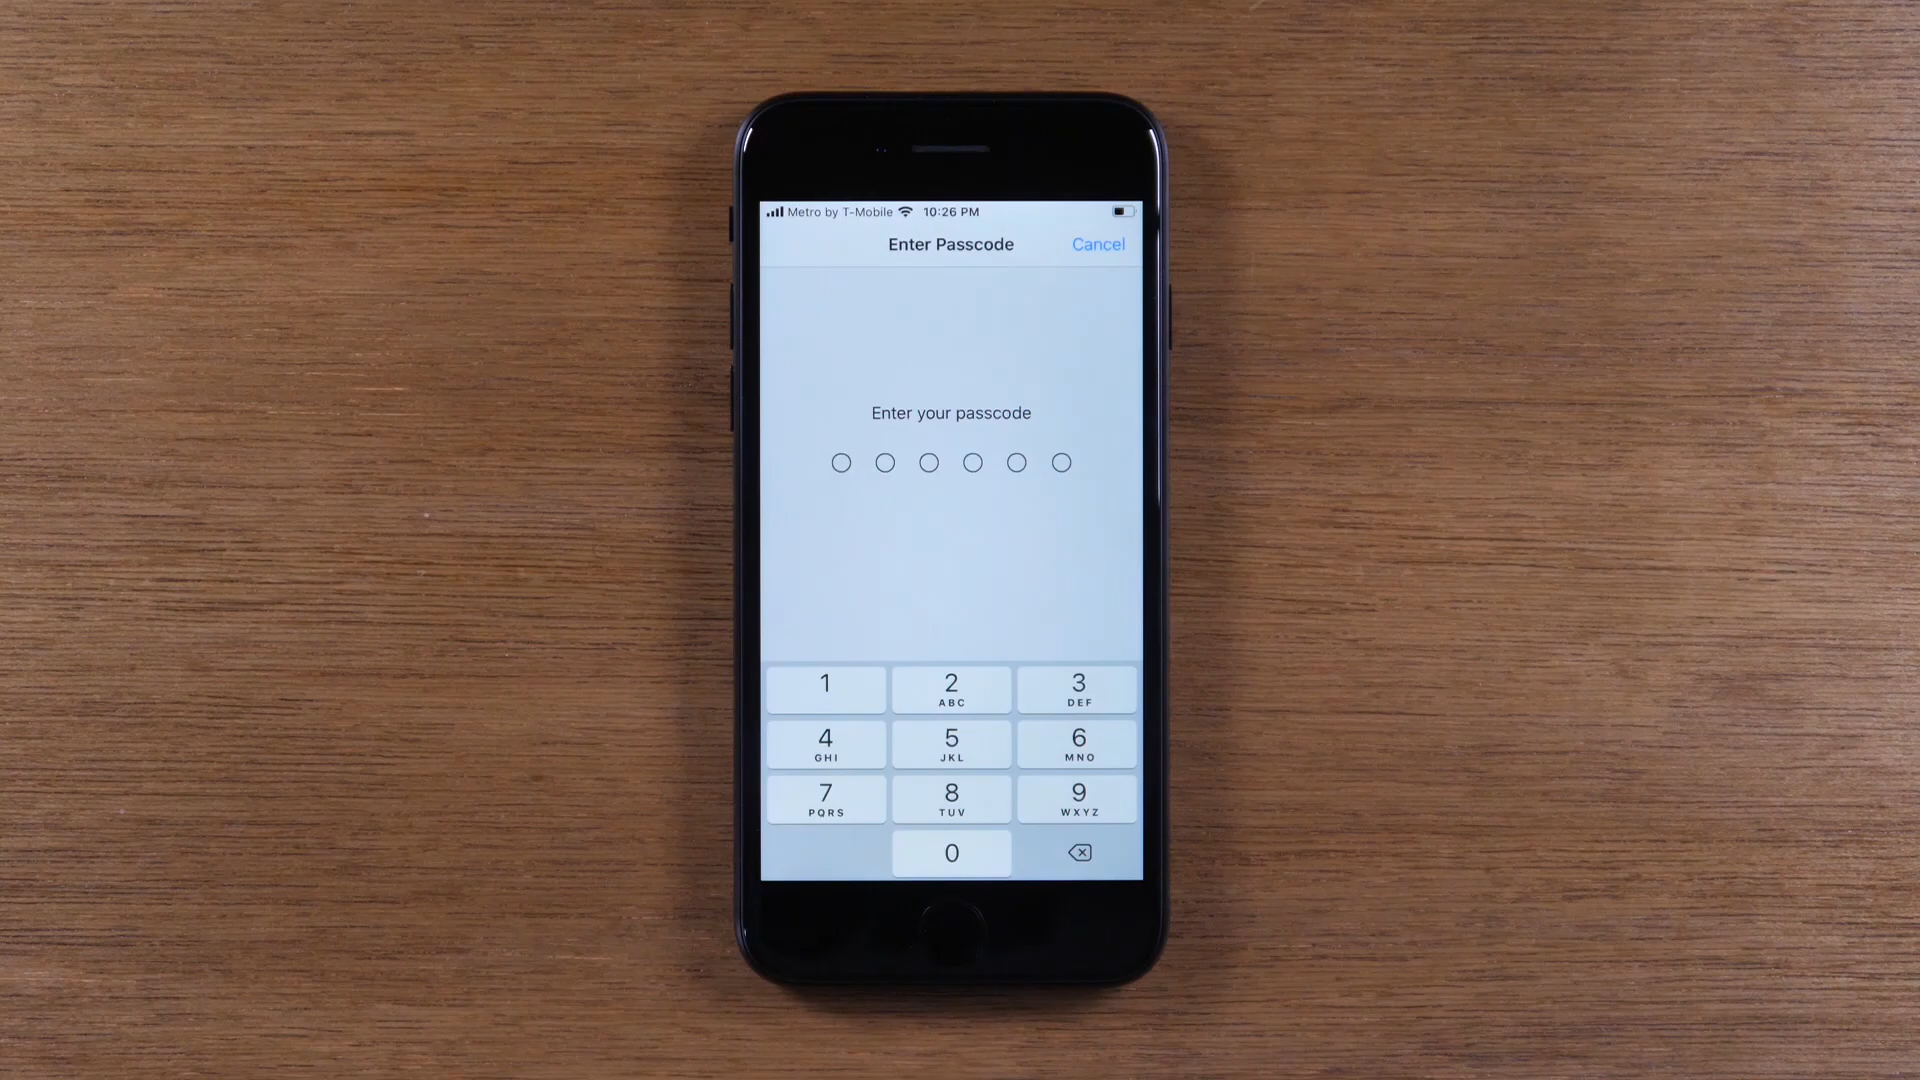 Metro by T-Mobile 10:26 PM
Enter Passcode Cancel
Enter your passcode
1 2 3
ABC DEF
4 5 6
GHI JKL MNO
7 8 9
PQRS TUV WXYZ
0